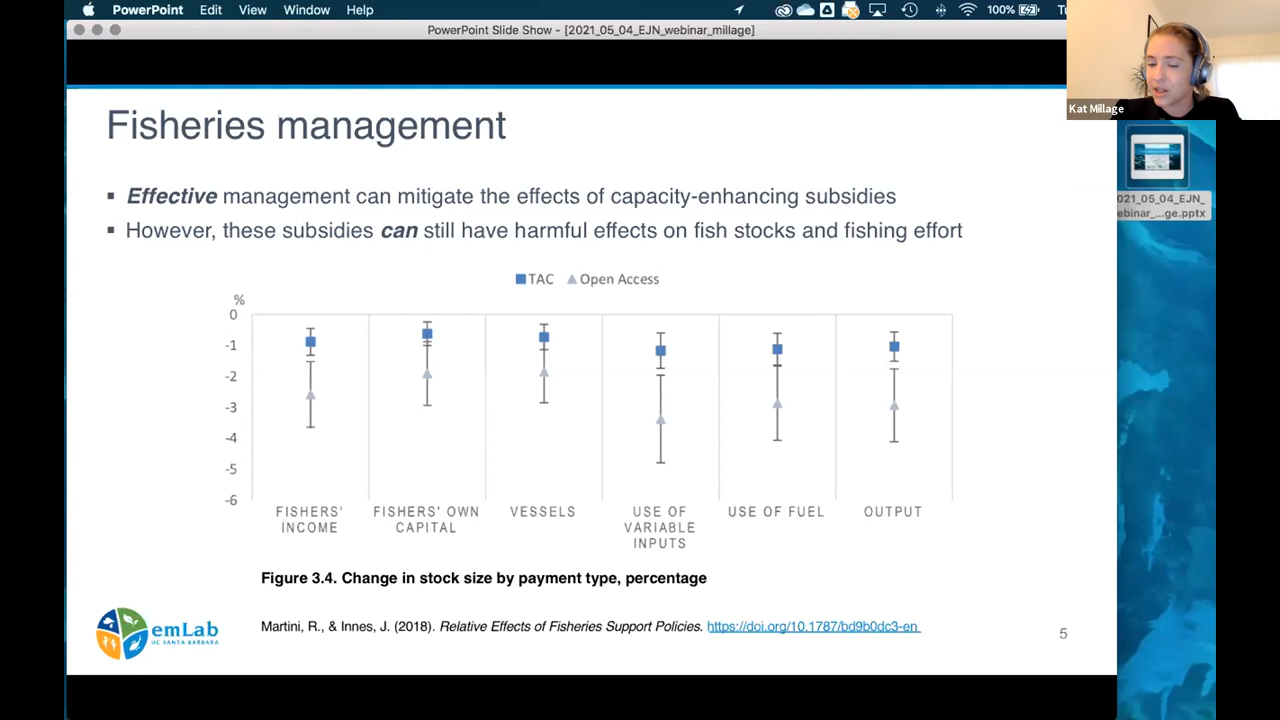 PowerPoint Edit View Window Help
100%
PowerPoint Slide Show - [2021_05_04_EJN_webinar_millage]
Kat Millage
Fisheries management
▪ Effective management can mitigate the effects of capacity-enhancing subsidies
▪ However, these subsidies can still have harmful effects on fish stocks and fishing effort
TAC Open Access
%
0
-1
-2
-3
-4
-5
-6
FISHERS' INCOME
FISHERS' OWN CAPITAL
VESSELS
USE OF VARIABLE INPUTS
USE OF FUEL
OUTPUT
Figure 3.4. Change in stock size by payment type, percentage
emLab
UC SANTA BARBARA
Martini, R., & Innes, J. (2018). Relative Effects of Fisheries Support Policies. https://doi.org/10.1787/bd9b0dc3-en
5
021_05_04_EJN_
ebinar_...ge.pptx